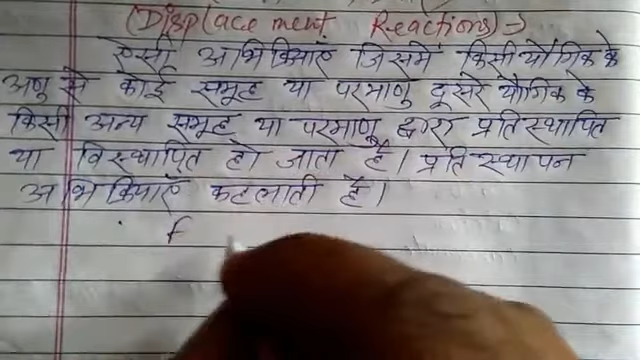 (Displacement Reactions) →
ऐसी अभिक्रियाएँ जिसमें किसी यौगिक के
अणु से कोई समूह या परमाणु दूसरे यौगिक के
किसी अन्य समूह या परमाणु द्वारा प्रतिस्थापित
या विस्थापित हो जाता है। प्रतिस्थापन
अभिक्रियाएँ कहलाती है।
f